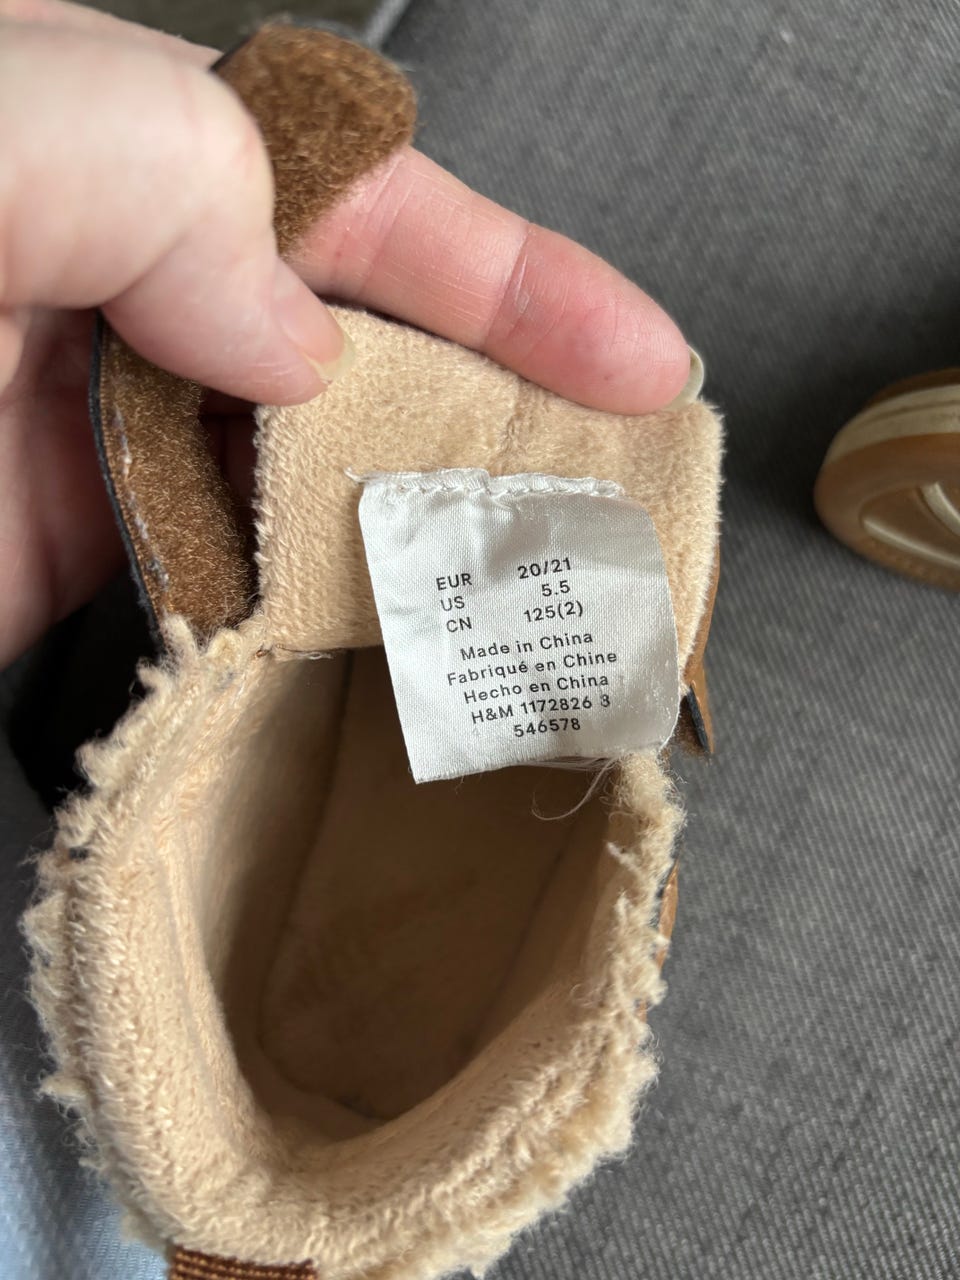 EUR 20/21
US 5.5
CN 125(2)
Made in China
Fabriqué en Chine
Hecho en China
H&M 1172826 3
546578